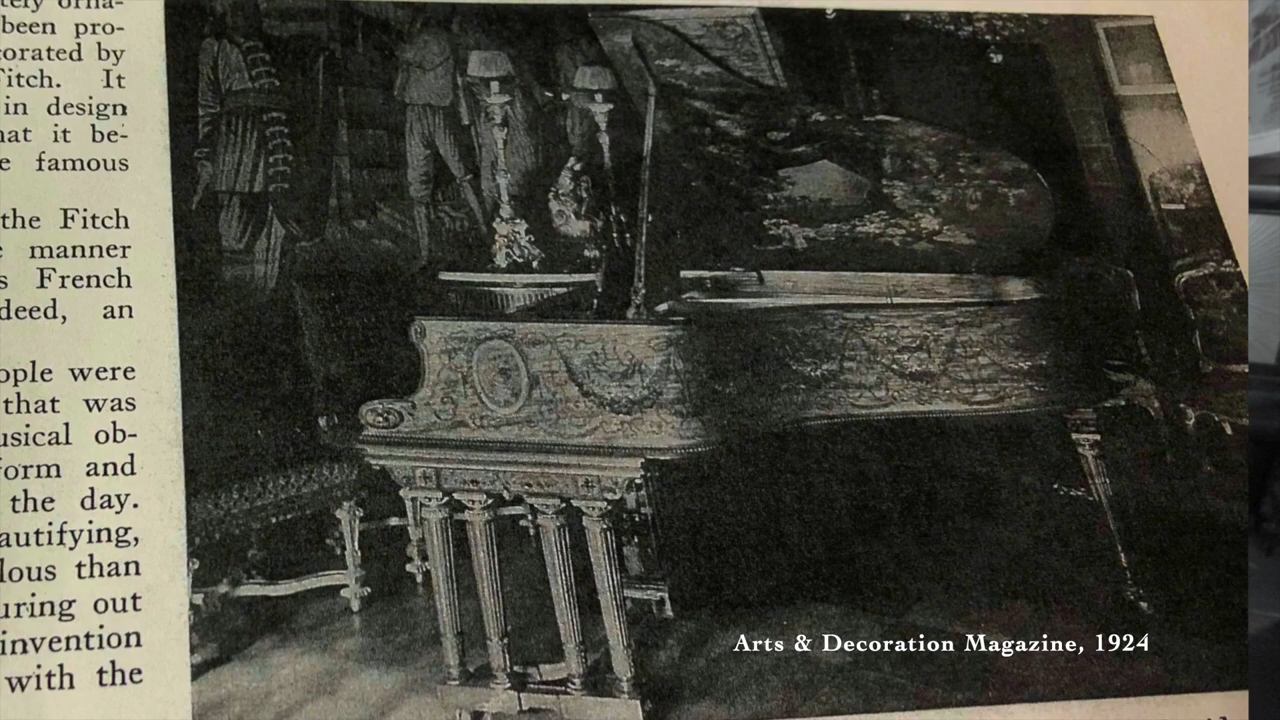 tely orna-
been pro-
corated by
Fitch. It
in design
hat it be-
e famous
the Fitch
e manner
s French
deed, an
ople were
that was
usical ob-
form and
the day.
autifying,
lous than
uring out
invention
with the
Arts & Decoration Magazine, 1924